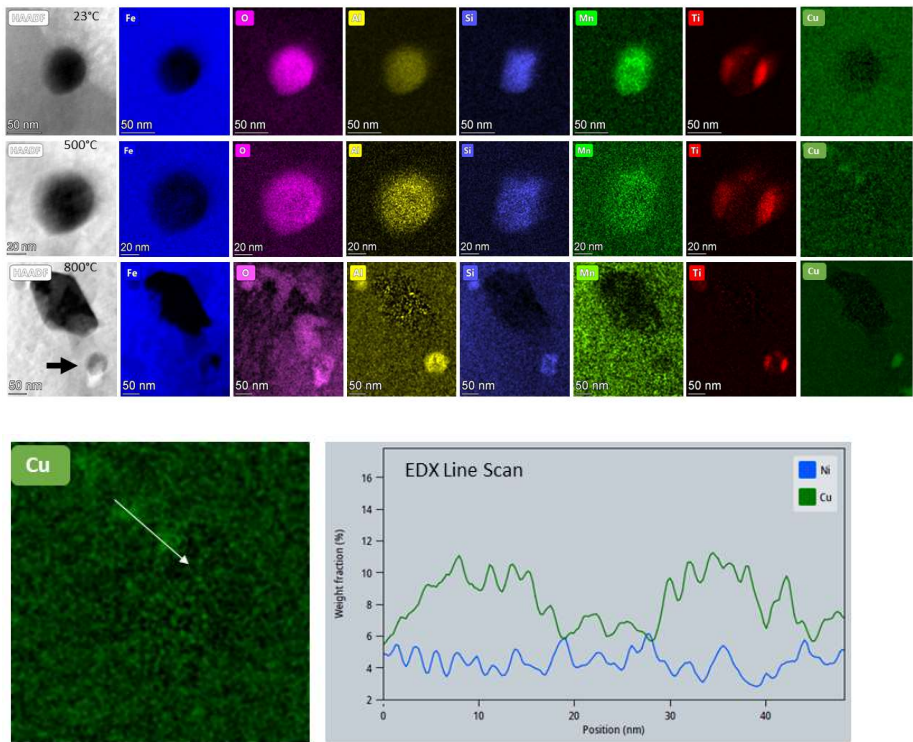 HAADF 23°C Fe O Al Si Mn Ti Cu
50 nm 50 nm 50 nm 50 nm 50 nm 50 nm 50 nm
HAADF 500°C Fe O Al Si Mn Ti Cu
20 nm 20 nm 20 nm 20 nm 20 nm 20 nm 20 nm
HAADF 800°C Fe O Al Si Mn Ti Cu
50 nm 50 nm 50 nm 50 nm 50 nm 50 nm 50 nm
Cu
EDX Line Scan
Ni
Cu
Weight fraction (%)
16
14
12
10
8
6
4
2
0 10 20 30 40
Position (nm)